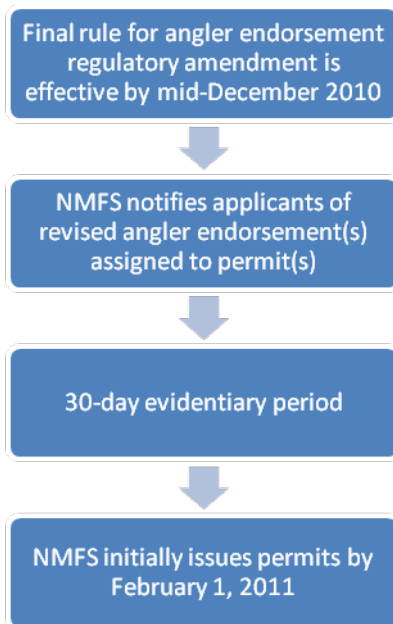 Final rule for angler endorsement
regulatory amendment is
effective by mid-December 2010
NMFS notifies applicants of
revised angler endorsement(s)
assigned to permit(s)
30-day evidentiary period
NMFS initially issues permits by
February 1, 2011